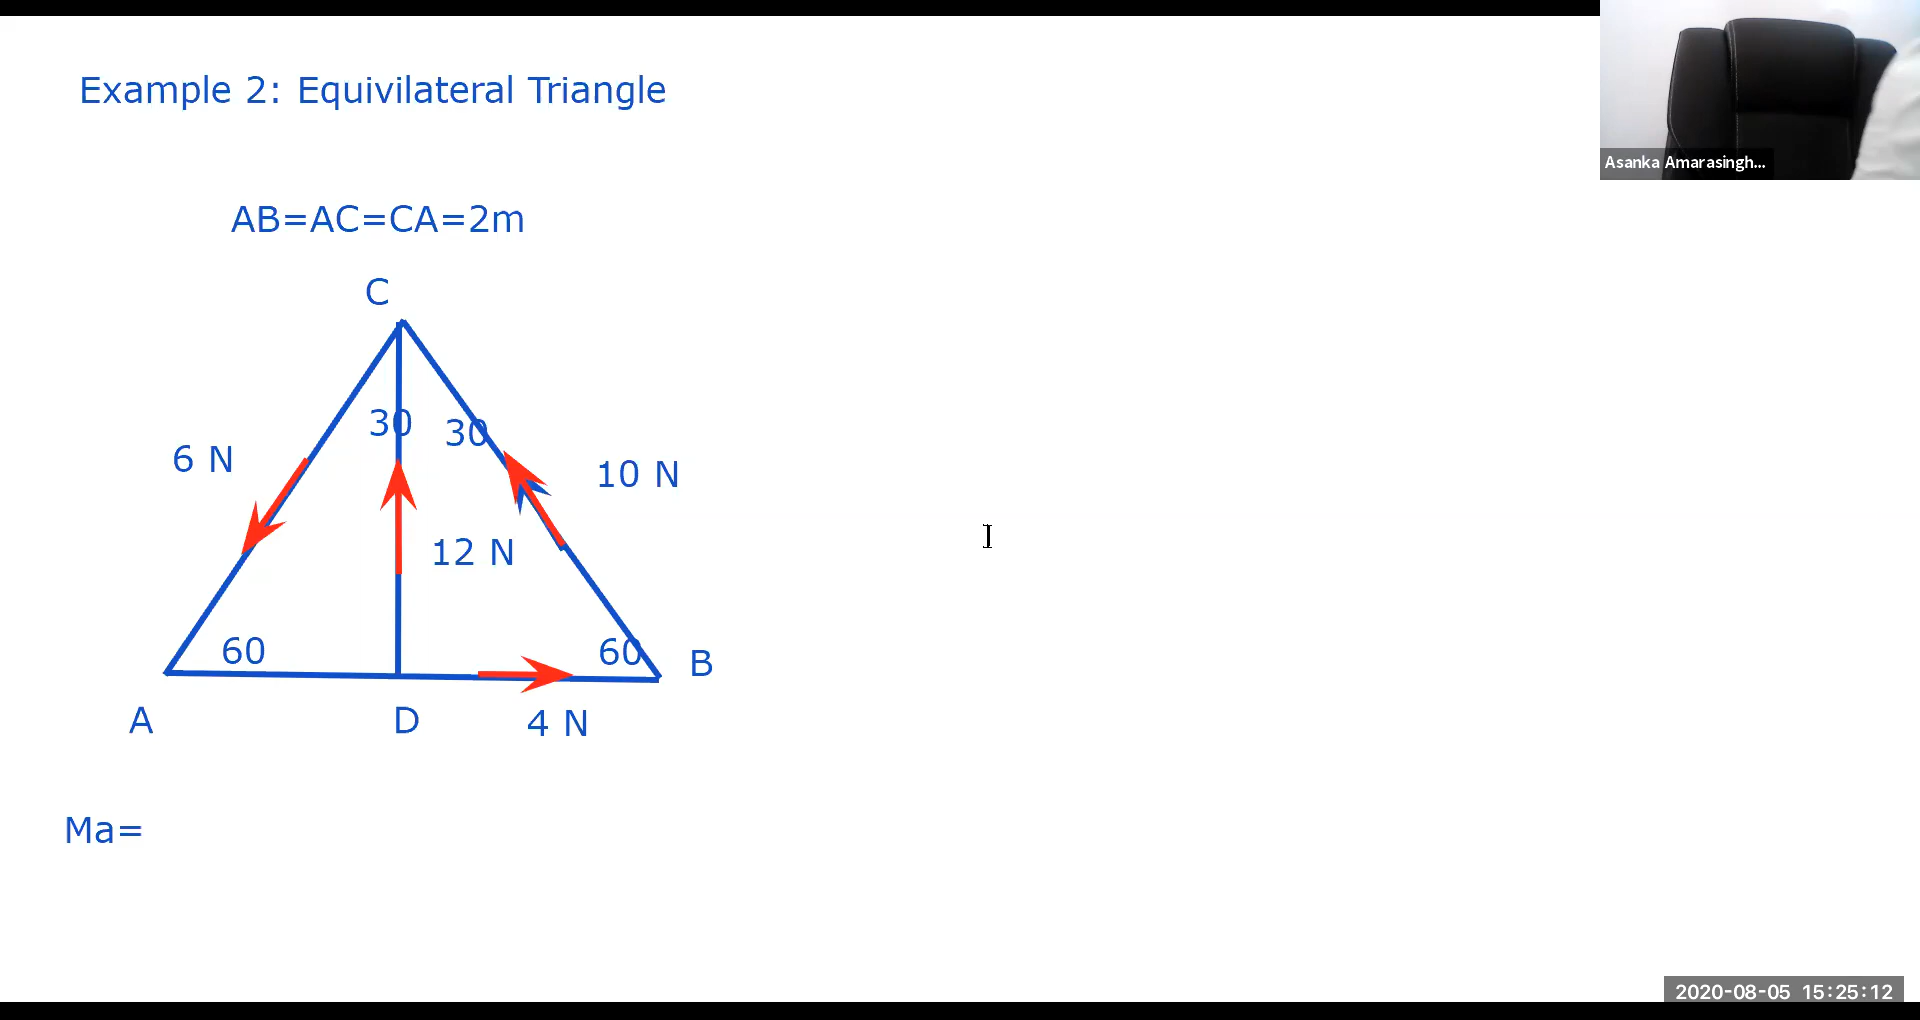 Example 2: Equivilateral Triangle
Asanka Amarasingh...
AB=AC=CA=2m
C
30
30
6 N
10 N
12 N
60
60
B
A
D
4 N
Ma=
2020-08-05 15:25:12